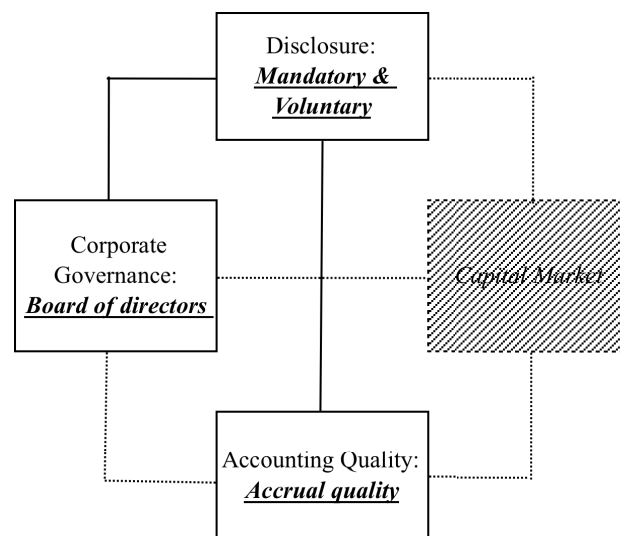 Disclosure:
Mandatory &
Voluntary
Corporate
Governance:
Board of directors
Capital Market
Accounting Quality:
Accrual quality